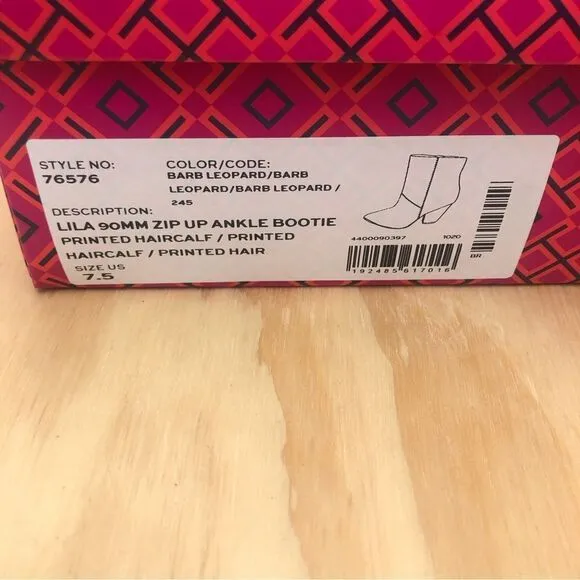 STYLE NO:
76576
COLOR/CODE:
BARB LEOPARD/BARB
LEOPARD/BARB LEOPARD /
245
DESCRIPTION:
LILA 90MM ZIP UP ANKLE BOOTIE
PRINTED HAIRCALF / PRINTED
HAIRCALF / PRINTED HAIR
SIZE US
7.5
4400090397 1020
192485617016
BR